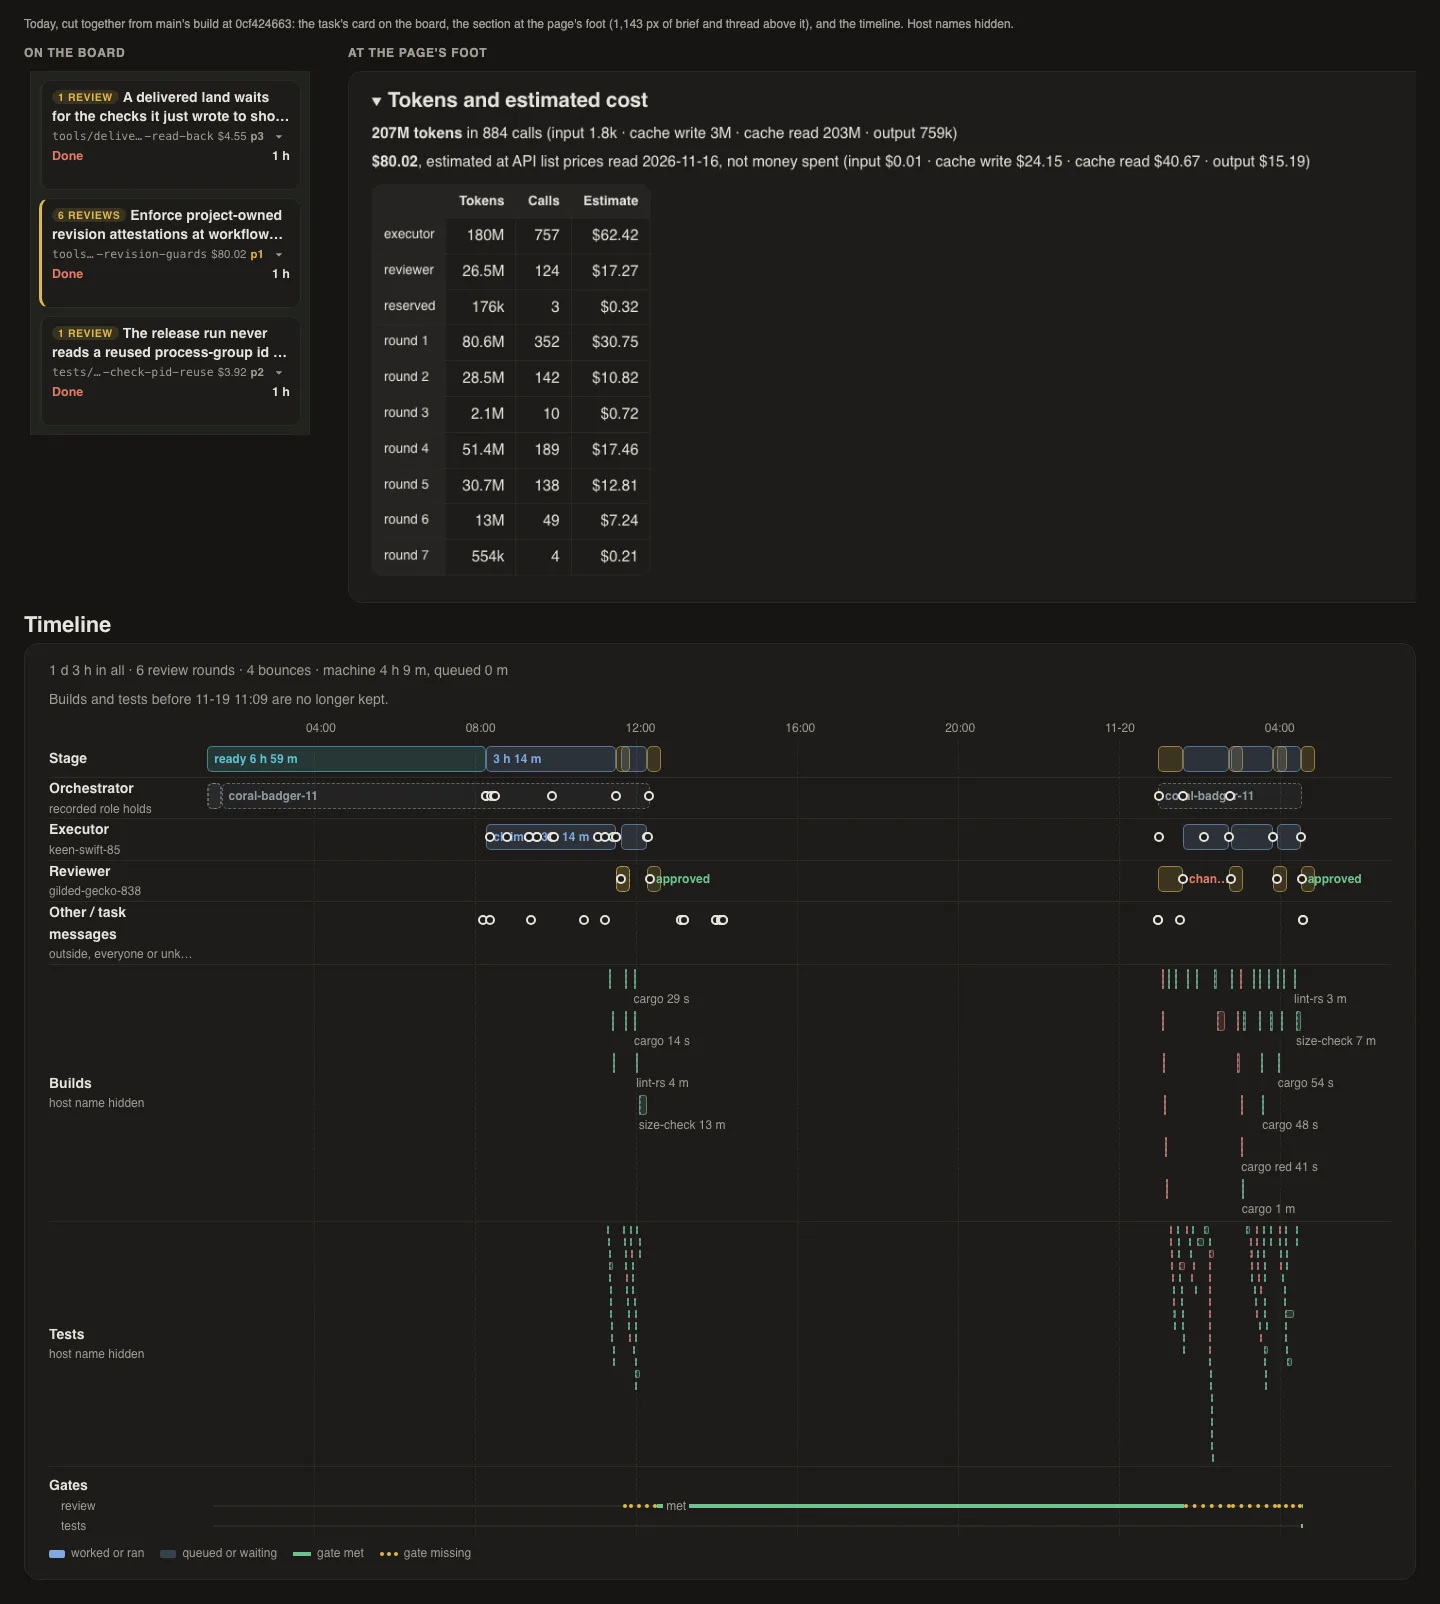 Today, cut together from main's build at 0cf424663: the task's card on the board, the section at the page's foot (1,143 px of brief and thread above it), and the timeline. Host names hidden.
ON THE BOARD
1 REVIEW A delivered land waits
for the checks it just wrote to sho…
tools/delive…-read-back $4.55 p3
Done 1 h
6 REVIEWS Enforce project-owned
revision attestations at workflow…
tools…-revision-guards $80.02 p1
Done 1 h
1 REVIEW The release run never
reads a reused process-group id …
tests/…-check-pid-reuse $3.92 p2
Done 1 h
AT THE PAGE'S FOOT
▼ Tokens and estimated cost
207M tokens in 884 calls (input 1.8k · cache write 3M · cache read 203M · output 759k)
$80.02, estimated at API list prices read 2026-11-16, not money spent (input $0.01 · cache write $24.15 · cache read $40.67 · output $15.19)
Tokens Calls Estimate
executor 180M 757 $62.42
reviewer 26.5M 124 $17.27
reserved 176k 3 $0.32
round 1 80.6M 352 $30.75
round 2 28.5M 142 $10.82
round 3 2.1M 10 $0.72
round 4 51.4M 189 $17.46
round 5 30.7M 138 $12.81
round 6 13M 49 $7.24
round 7 554k 4 $0.21
Timeline
1 d 3 h in all · 6 review rounds · 4 bounces · machine 4 h 9 m, queued 0 m
Builds and tests before 11-19 11:09 are no longer kept.
04:00 08:00 12:00 16:00 20:00 11-20 04:00
Stage ready 6 h 59 m 3 h 14 m
Orchestrator
recorded role holds
coral-badger-11
Executor
keen-swift-85
14 m
Reviewer
gilded-gecko-838
approved chan… approved
Other / task
messages
outside, everyone or unk…
cargo 29 s lint-rs 3 m
cargo 14 s size-check 7 m
Builds
host name hidden
lint-rs 4 m cargo 54 s
size-check 13 m cargo 48 s
cargo red 41 s
cargo 1 m
Tests
host name hidden
Gates
review met
tests
worked or ran queued or waiting gate met gate missing